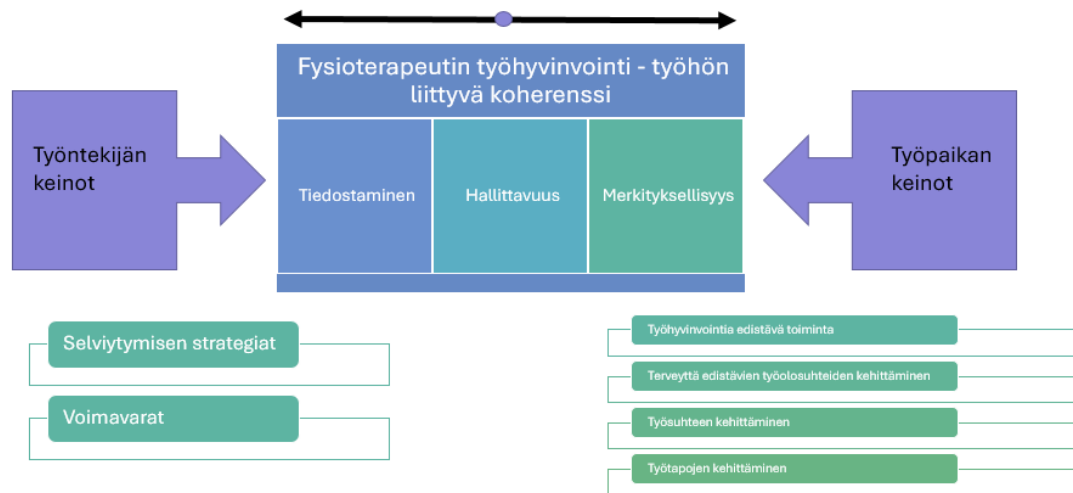 Fysioterapeutin työhyvinvointi - työhön
liittyvä koherenssi
Työntekijän
keinot
Tiedostaminen
Hallittavuus
Merkityksellisyys
Työpaikan
keinot
Selviytymisen strategiat
Voimavarat
Työhyvinvointia edistävä toiminta
Terveyttä edistävien työolosuhteiden kehittäminen
Työsuhteen kehittäminen
Työtapojen kehittäminen